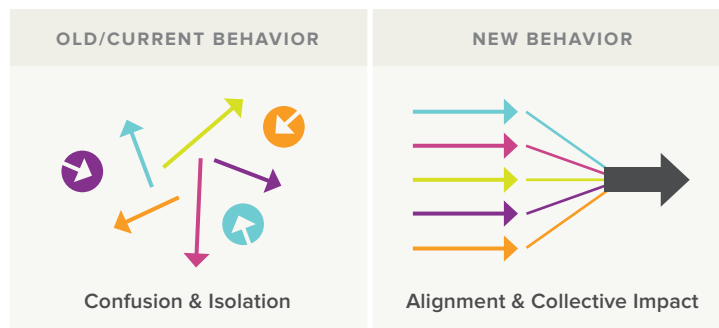 OLD/CURRENT BEHAVIOR
NEW BEHAVIOR
Confusion & Isolation
Alignment & Collective Impact